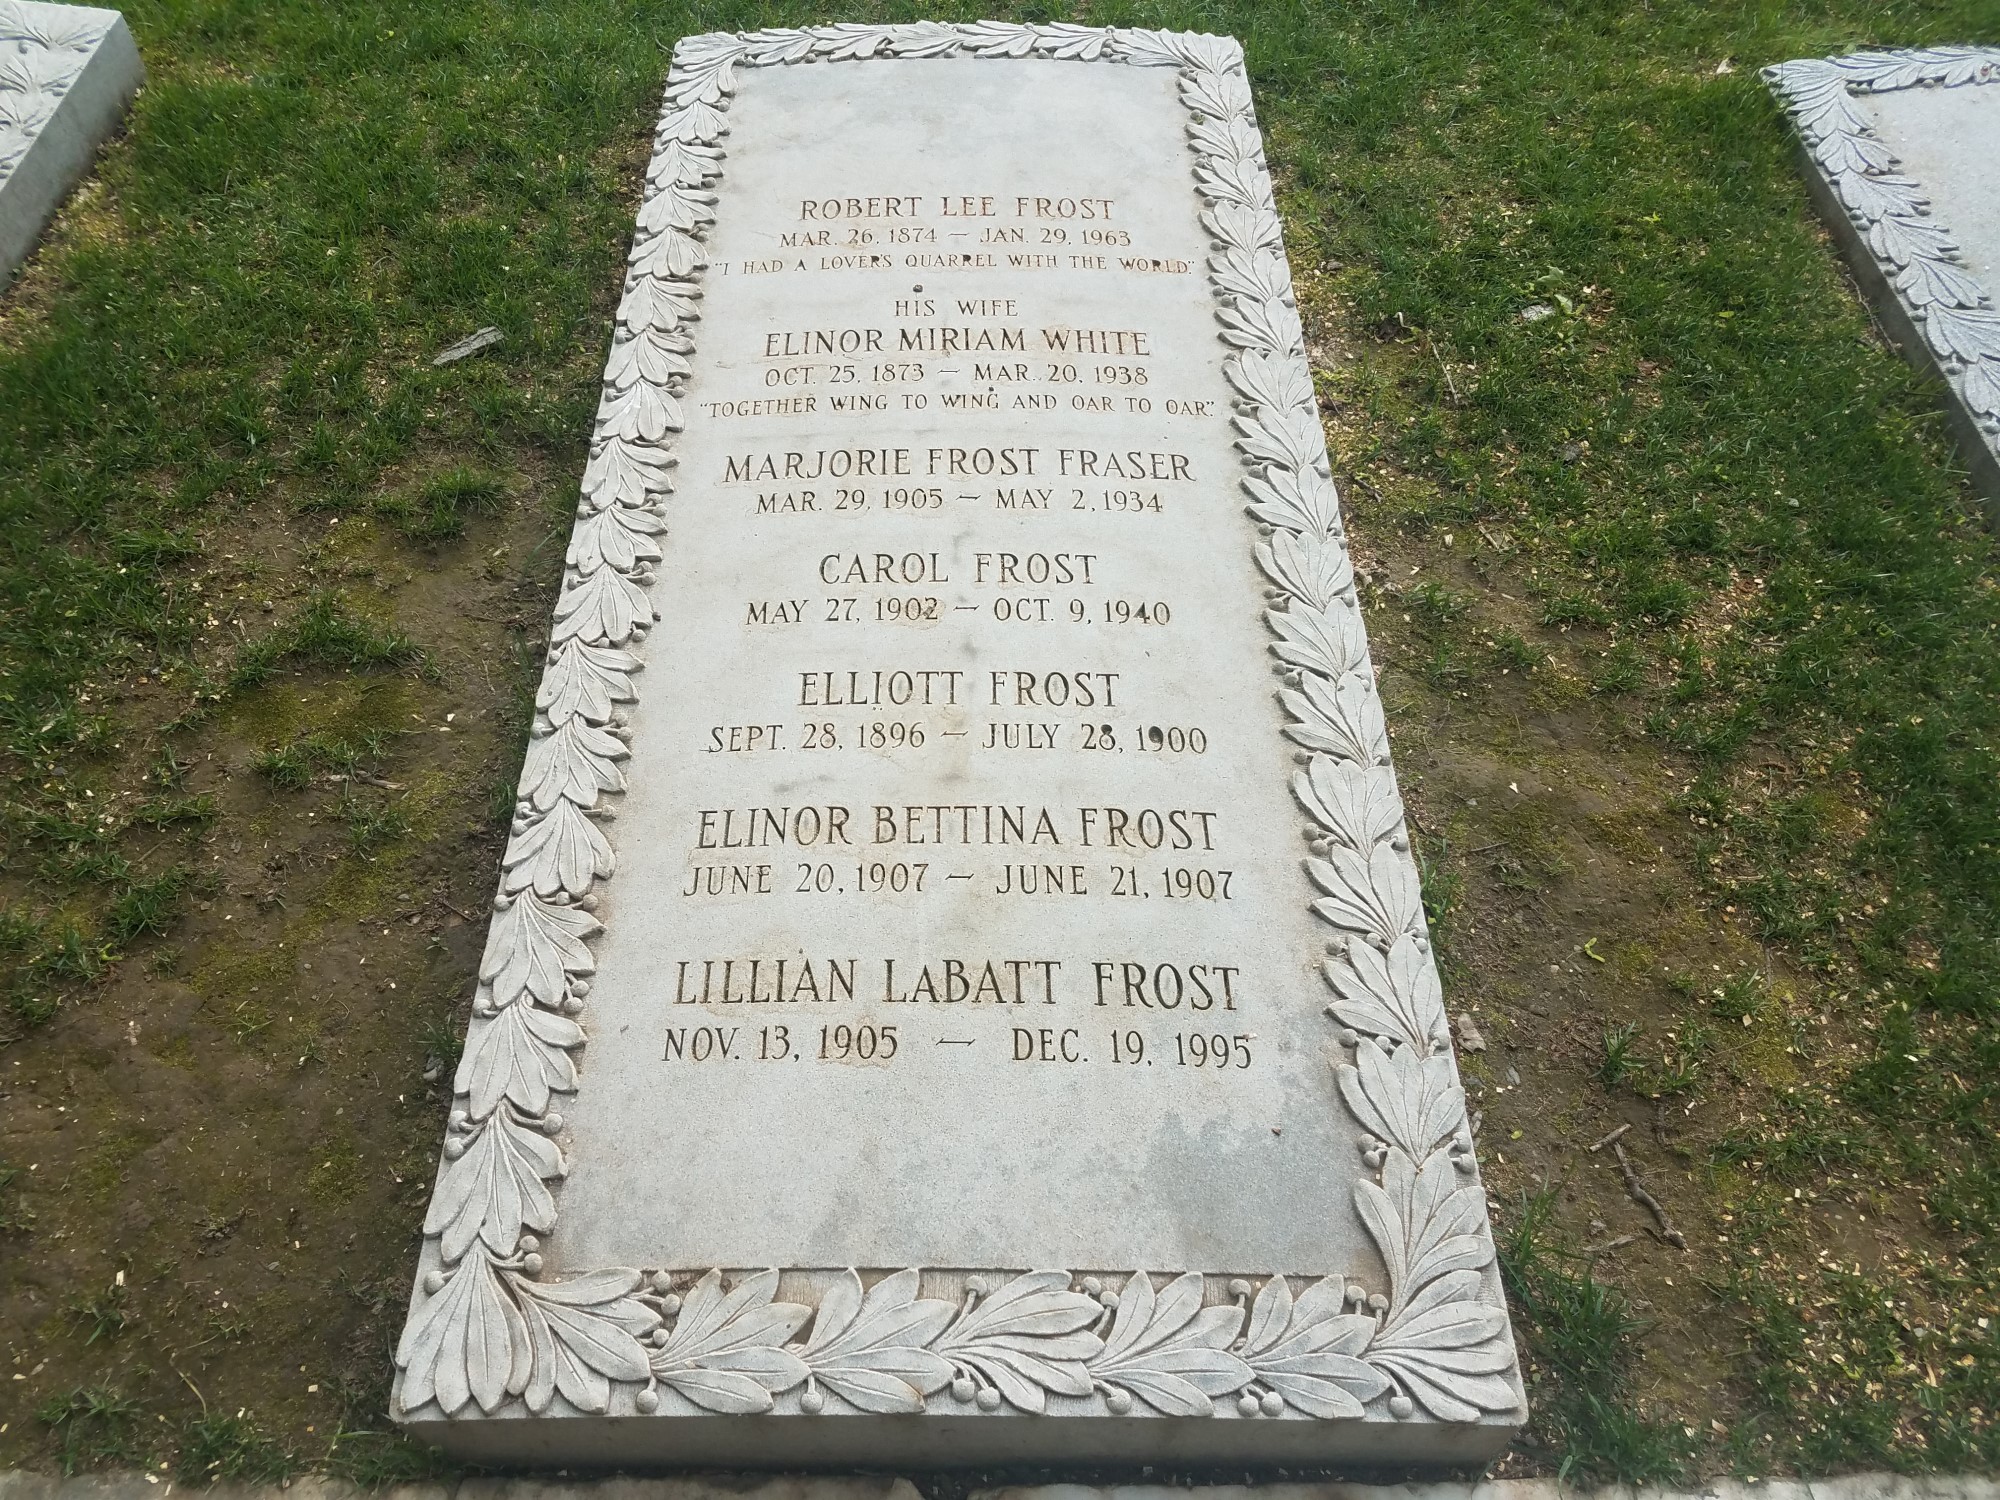 ROBERT LEE FROST
MAR. 26. 1874 – JAN. 29. 1963
"I HAD A LOVER'S QUARREL WITH THE WORLD."
HIS WIFE
ELINOR MIRIAM WHITE
OCT. 25. 1873 – MAR. 20. 1938
"TOGETHER WING TO WING AND OAR TO OAR."
MARJORIE FROST FRASER
MAR. 29, 1905 – MAY 2, 1934
CAROL FROST
MAY 27, 1902 – OCT. 9, 1940
ELLIOTT FROST
SEPT. 28, 1896 – JULY 28, 1900
ELINOR BETTINA FROST
JUNE 20, 1907 – JUNE 21, 1907
LILLIAN LABATT FROST
NOV. 13, 1905 – DEC. 19, 1995